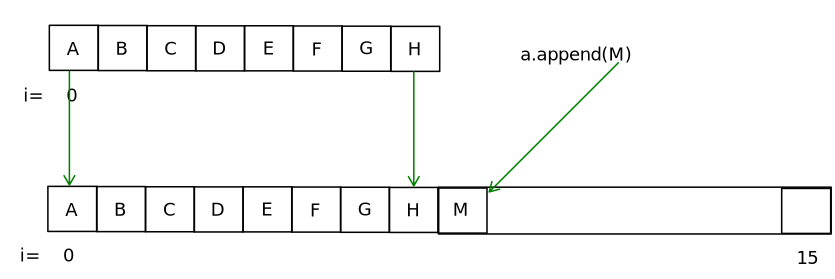 A B C D E F G H
a.append(M)
i= 0
A B C D E F G H M
i= 0
15